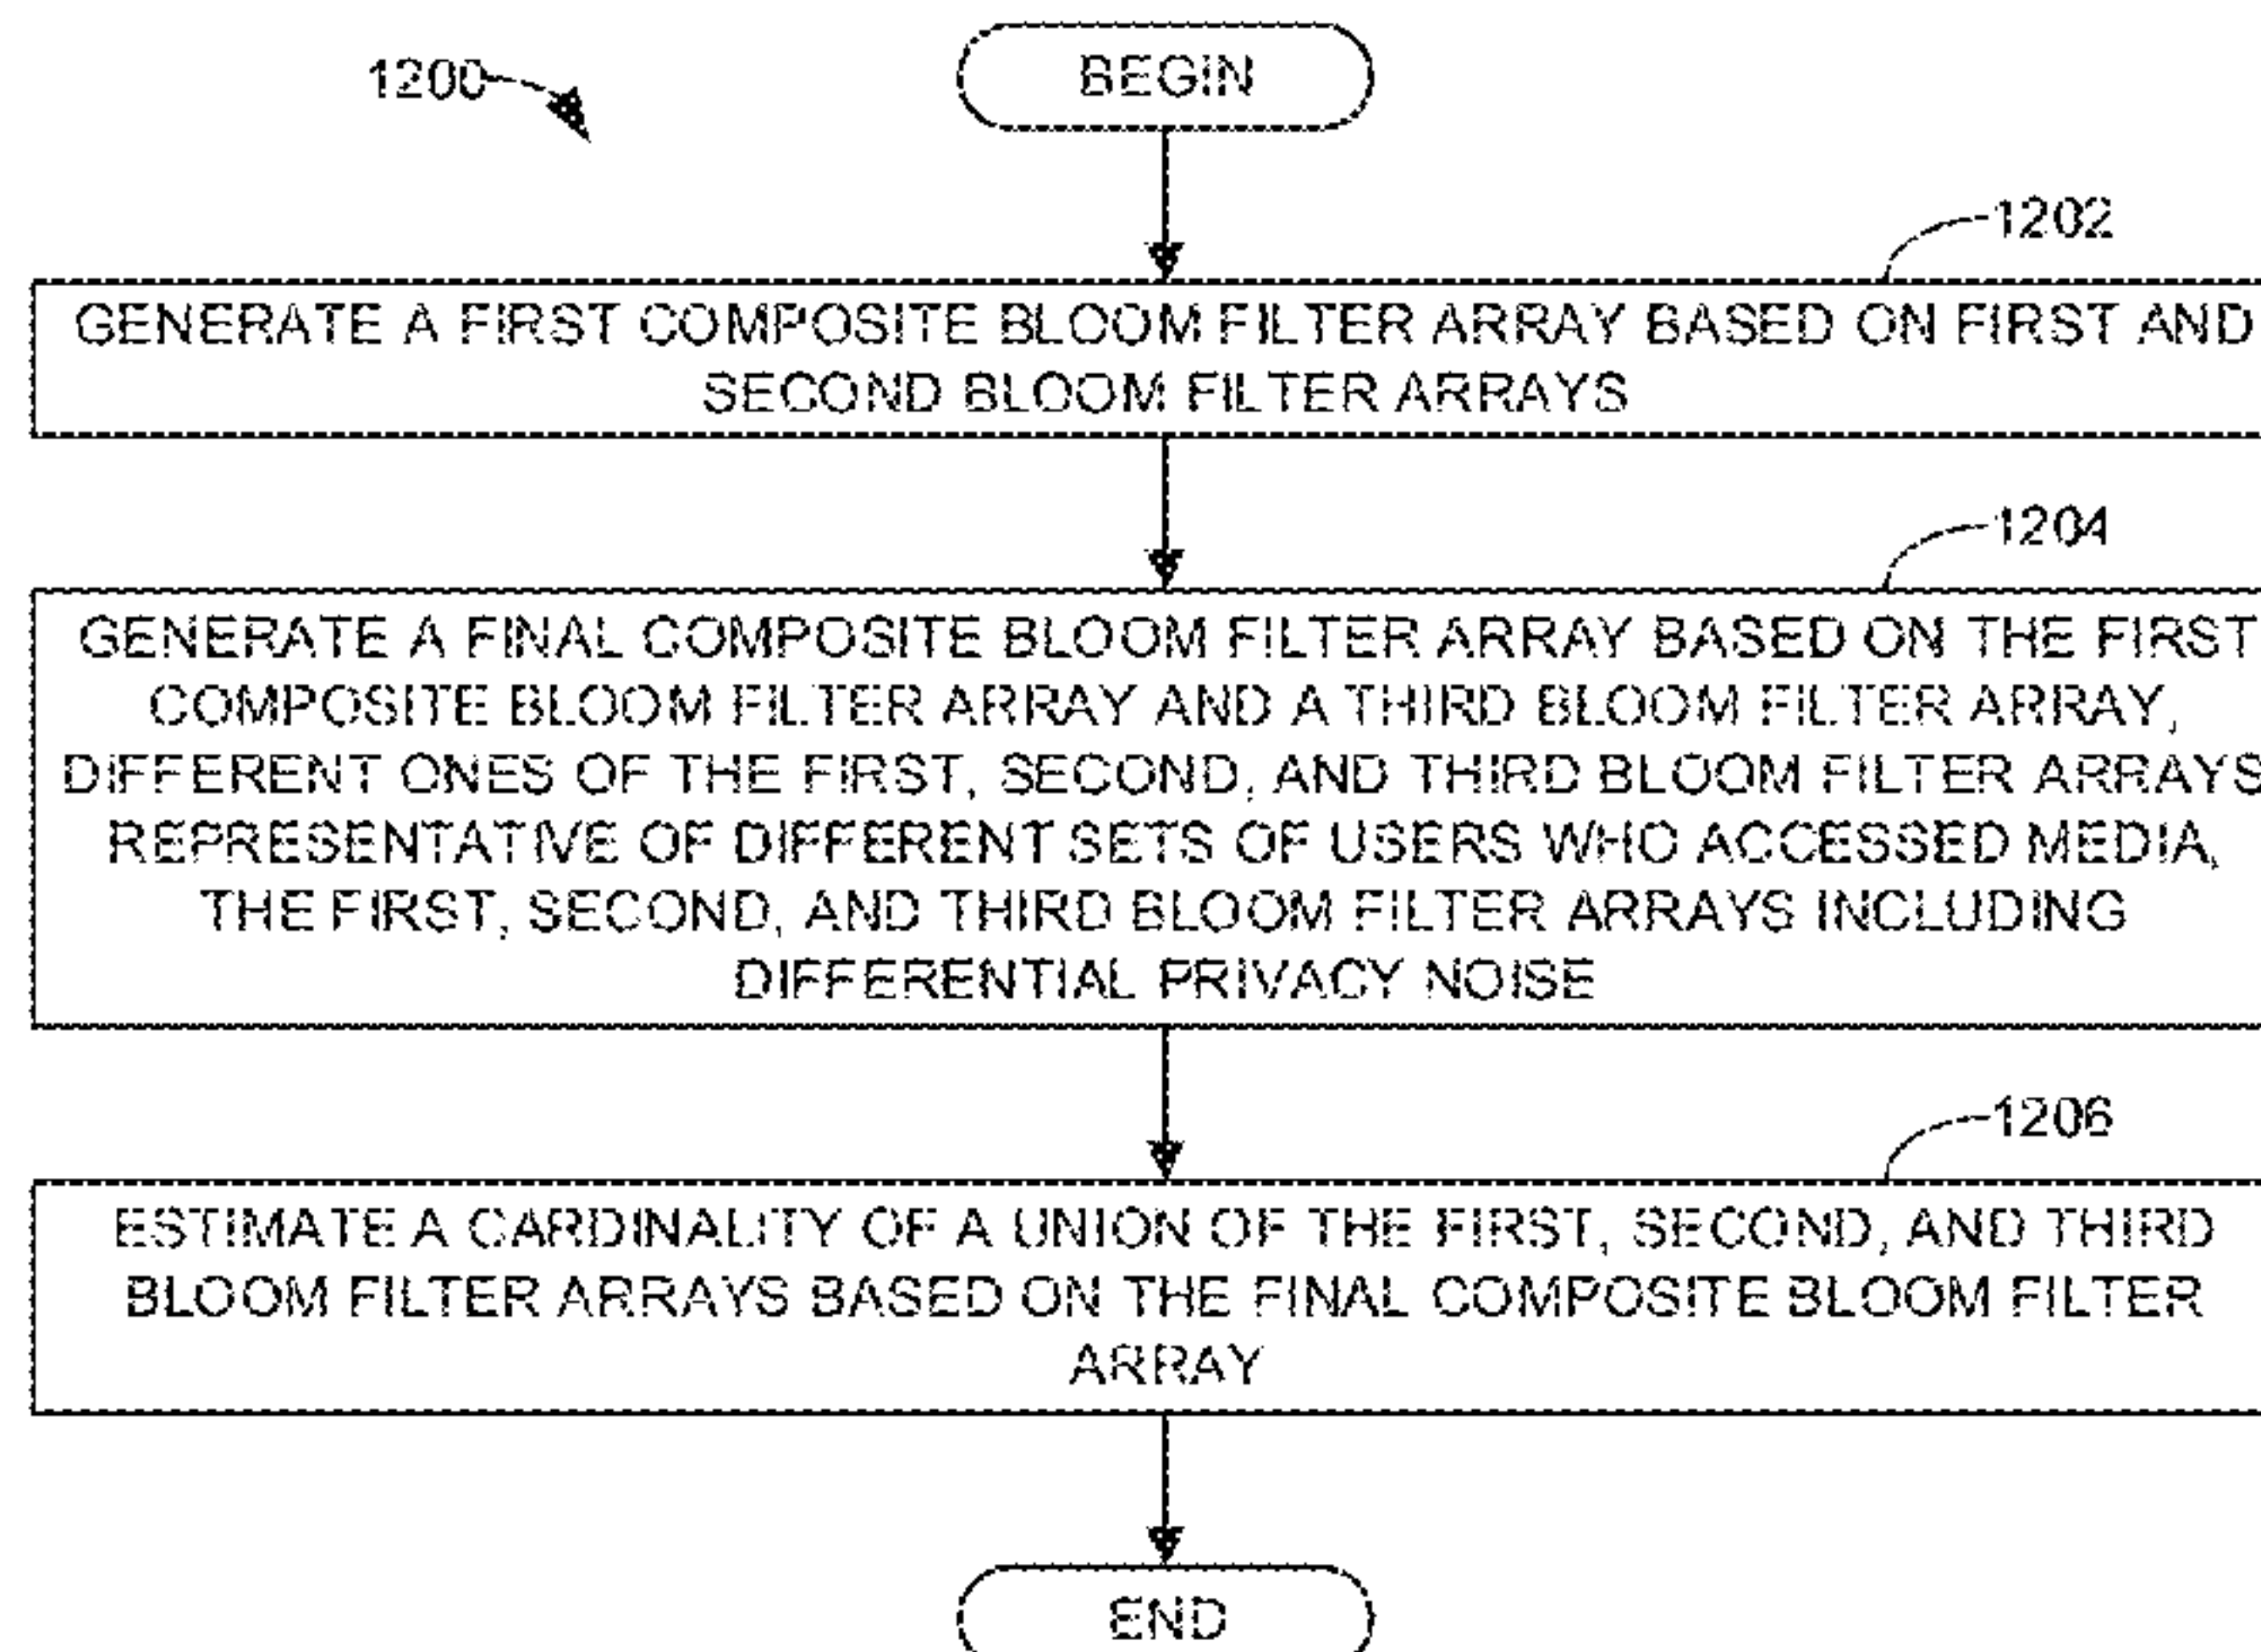 1200
BEGIN
1202
GENERATE A FIRST COMPOSITE BLOOM FILTER ARRAY BASED ON FIRST AND
SECOND BLOOM FILTER ARRAYS
1204
GENERATE A FINAL COMPOSITE BLOOM FILTER ARRAY BASED ON THE FIRST
COMPOSITE BLOOM FILTER ARRAY AND A THIRD BLOOM FILTER ARRAY,
DIFFERENT ONES OF THE FIRST, SECOND, AND THIRD BLOOM FILTER ARRAYS
REPRESENTATIVE OF DIFFERENT SETS OF USERS WHO ACCESSED MEDIA,
THE FIRST, SECOND, AND THIRD BLOOM FILTER ARRAYS INCLUDING
DIFFERENTIAL PRIVACY NOISE
1206
ESTIMATE A CARDINALITY OF A UNION OF THE FIRST, SECOND, AND THIRD
BLOOM FILTER ARRAYS BASED ON THE FINAL COMPOSITE BLOOM FILTER
ARRAY
END